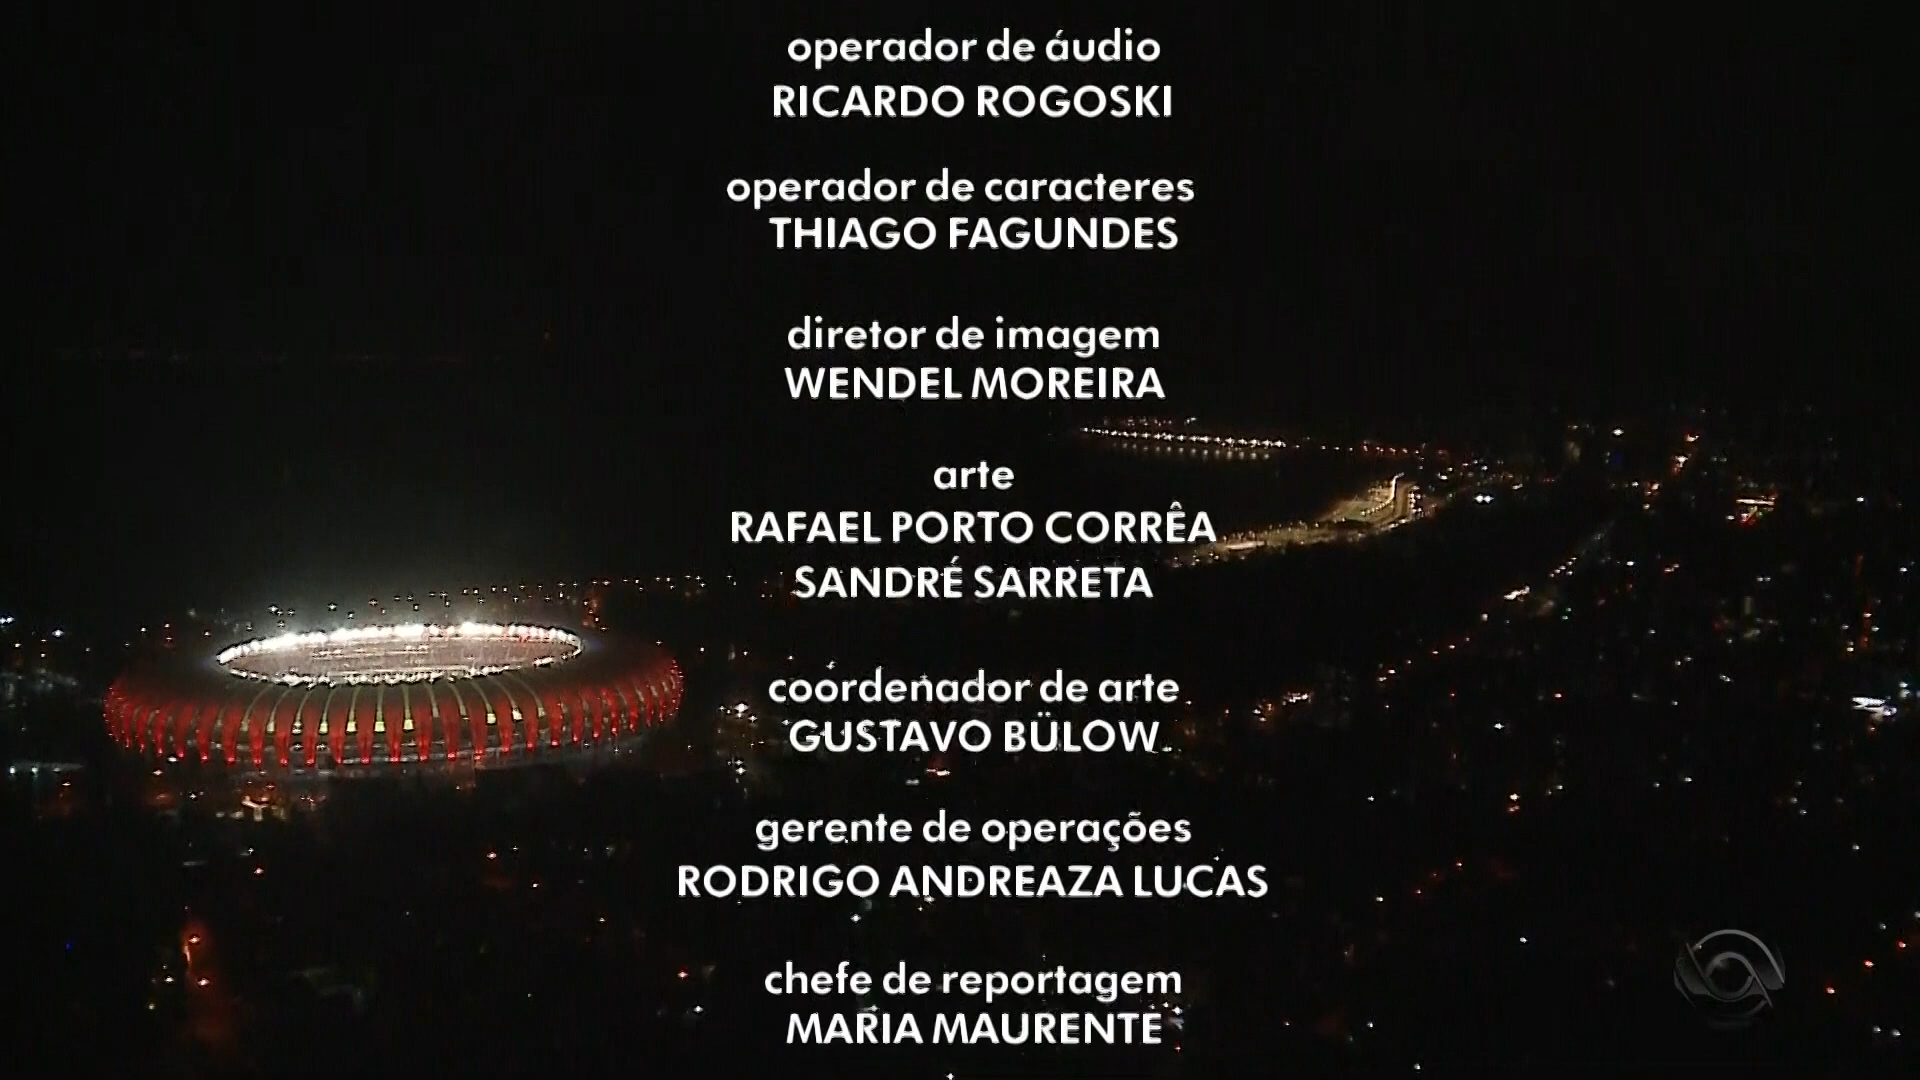 operador de áudio
RICARDO ROGOSKI
operador de caracteres
THIAGO FAGUNDES
diretor de imagem
WENDEL MOREIRA
arte
RAFAEL PORTO CORRÊA
SANDRÉ SARRETA
coordenador de arte
GUSTAVO BÜLOW
gerente de operações
RODRIGO ANDREAZA LUCAS
chefe de reportagem
MARIA MAURENTE